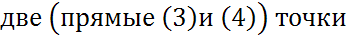 две (прямые (3)и (4)) точки